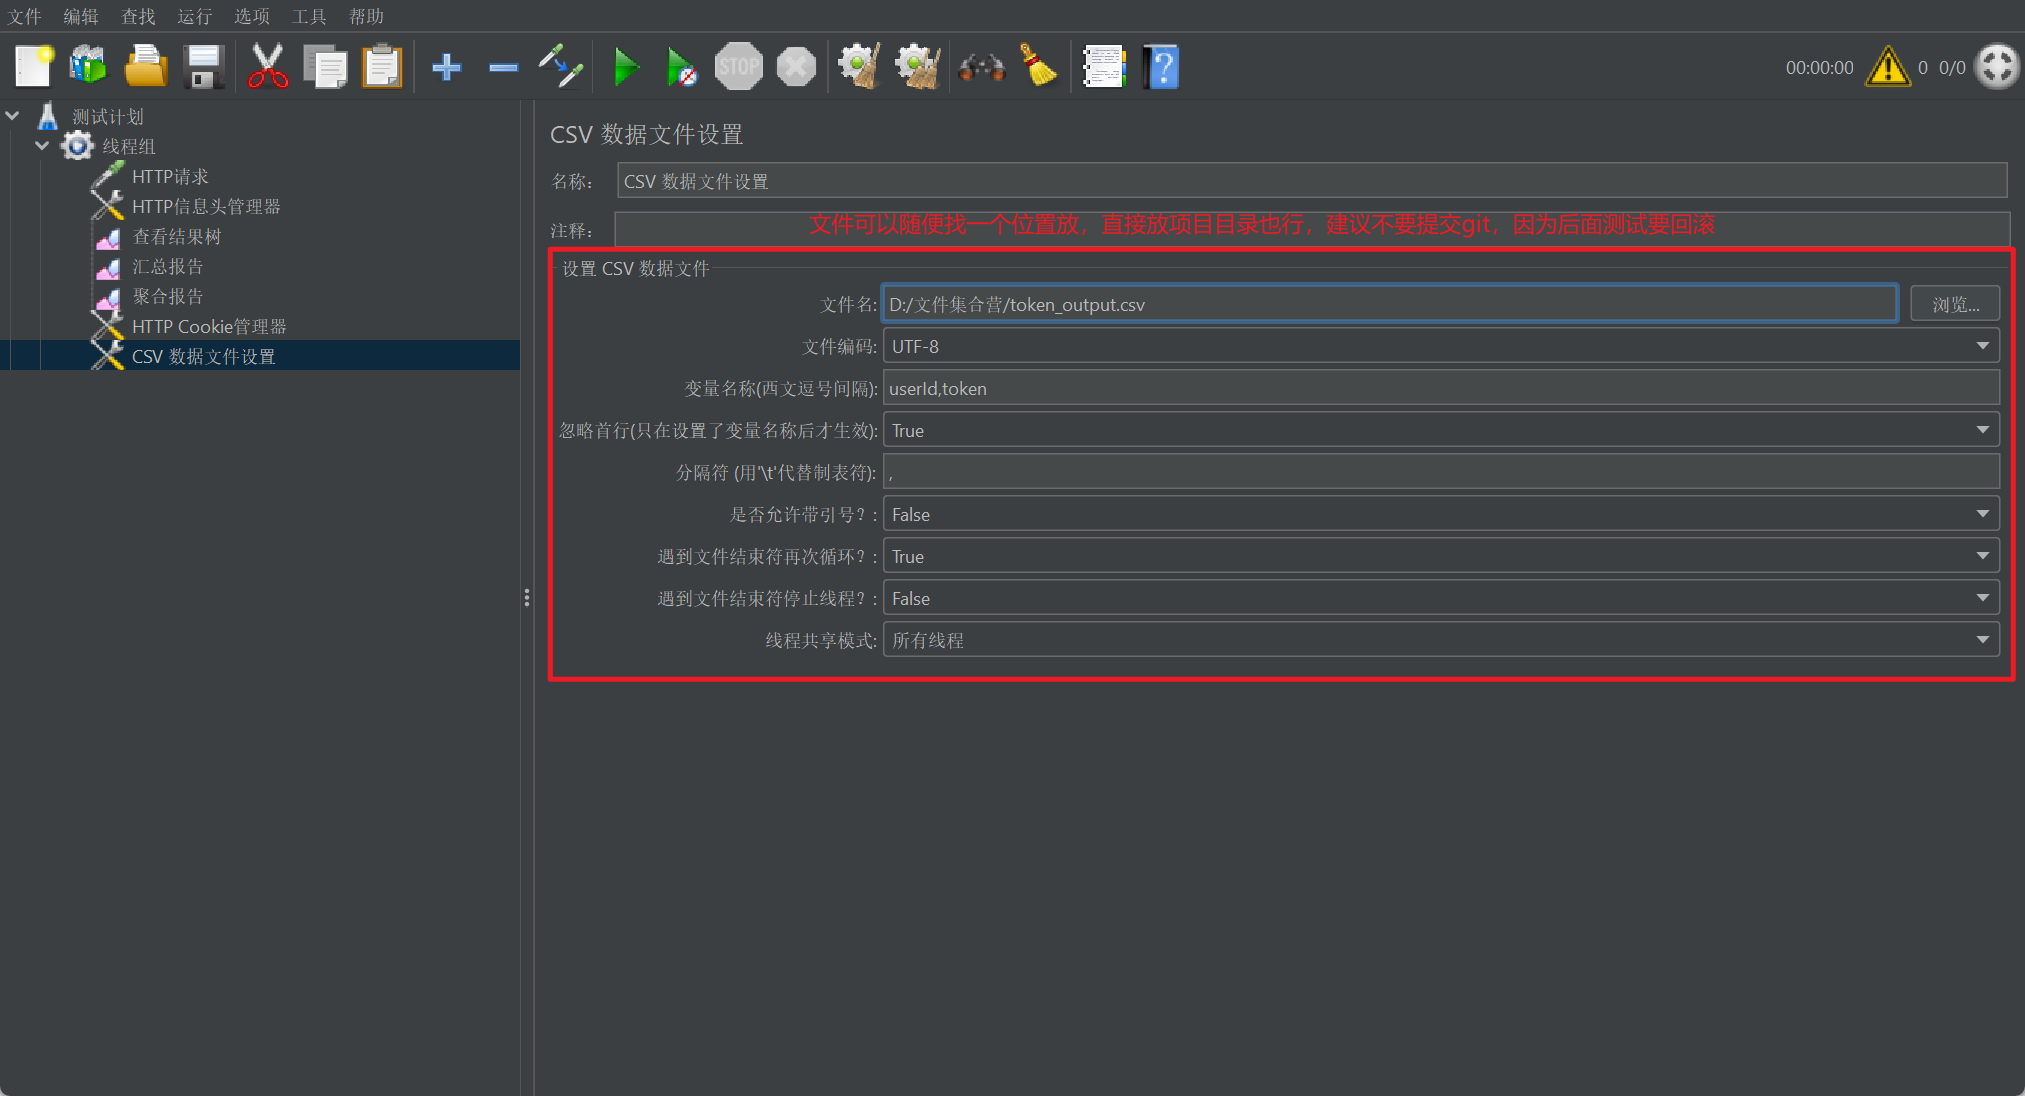 文件 编辑 查找 运行 选项 工具 帮助
STOP
00:00:00 0 0/0
测试计划
线程组
HTTP请求
HTTP信息头管理器
查看结果树
汇总报告
聚合报告
HTTP Cookie管理器
CSV 数据文件设置
CSV 数据文件设置
名称: CSV 数据文件设置
注释: 文件可以随便找一个位置放，直接放项目目录也行，建议不要提交git，因为后面测试要回滚
设置 CSV 数据文件
文件名: D:/文件集合营/token_output.csv 浏览...
文件编码: UTF-8
变量名称(西文逗号间隔): userId,token
忽略首行(只在设置了变量名称后才生效): True
分隔符 (用'\t'代替制表符): ,
是否允许带引号？: False
遇到文件结束符再次循环？: True
遇到文件结束符停止线程？: False
线程共享模式: 所有线程